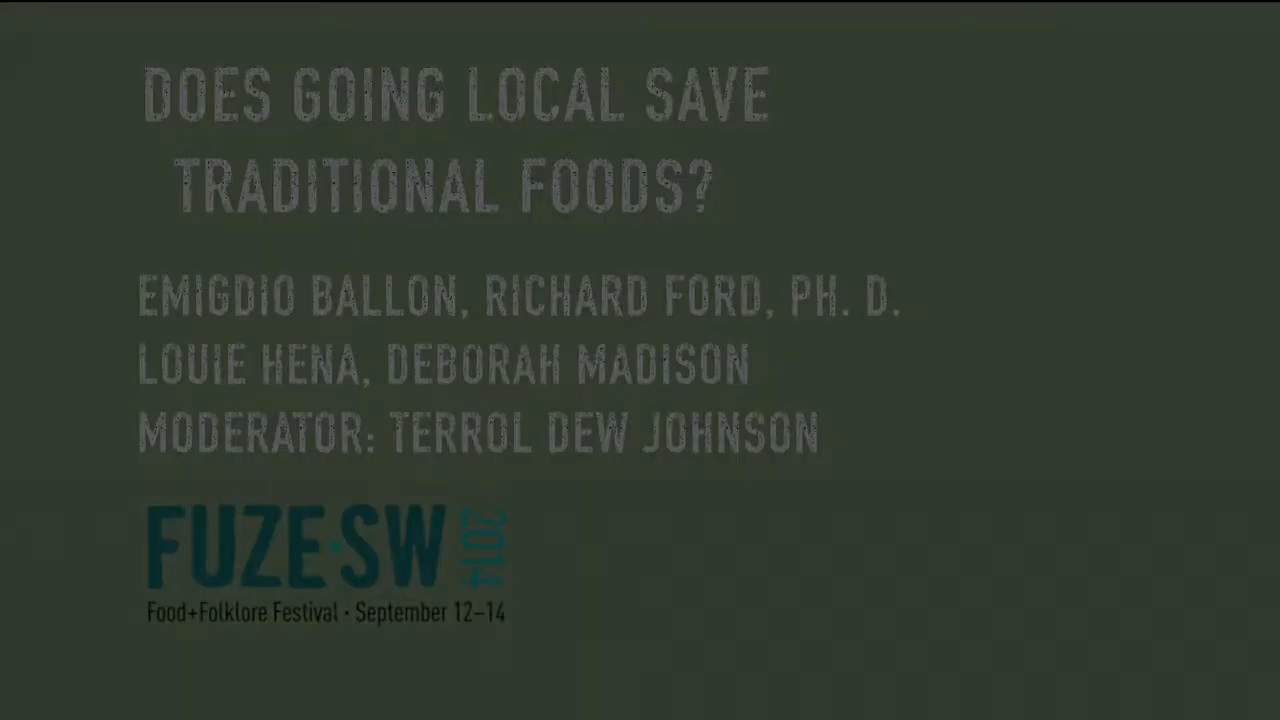 DOES GOING LOCAL SAVE
TRADITIONAL FOODS?
EMIGDIO BALLON, RICHARD FORD, PH. D.
LOUIE HENA, DEBORAH MADISON
MODERATOR: TERROL DEW JOHNSON
FUZE·SW 2014
Food+Folklore Festival · September 12–14